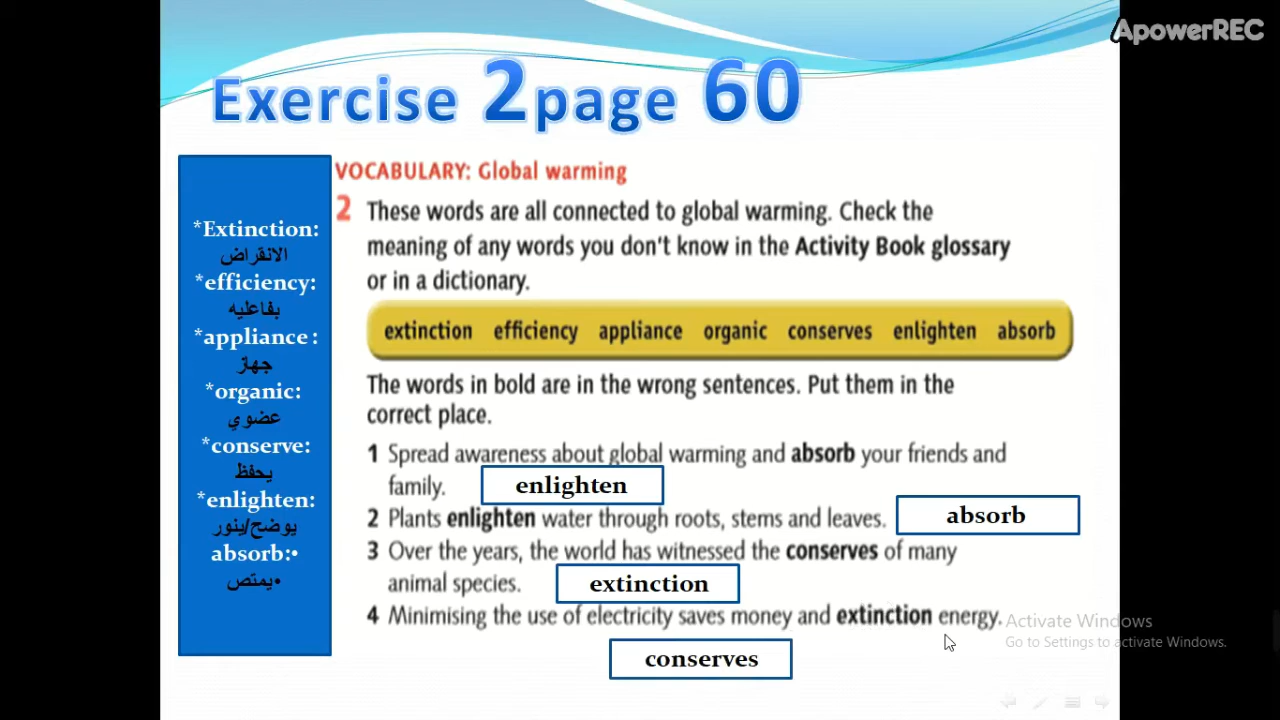 ApowerREC
Exercise 2page 60
*Extinction:
الانقراض
*efficiency:
بفاعليه
*appliance:
جهاز
*organic:
عضوي
*conserve:
يحفظ
*enlighten:
يوضح/ينور
absorb:•
•يمتص
VOCABULARY: Global warming
2 These words are all connected to global warming. Check the
meaning of any words you don't know in the Activity Book glossary
or in a dictionary.
extinction efficiency appliance organic conserves enlighten absorb
The words in bold are in the wrong sentences. Put them in the
correct place.
1 Spread awareness about global warming and absorb your friends and
family.
enlighten
2 Plants enlighten water through roots, stems and leaves.
absorb
3 Over the years, the world has witnessed the conserves of many
animal species.
extinction
4 Minimising the use of electricity saves money and extinction energy.
conserves
Activate Windows
Go to Settings to activate Windows.